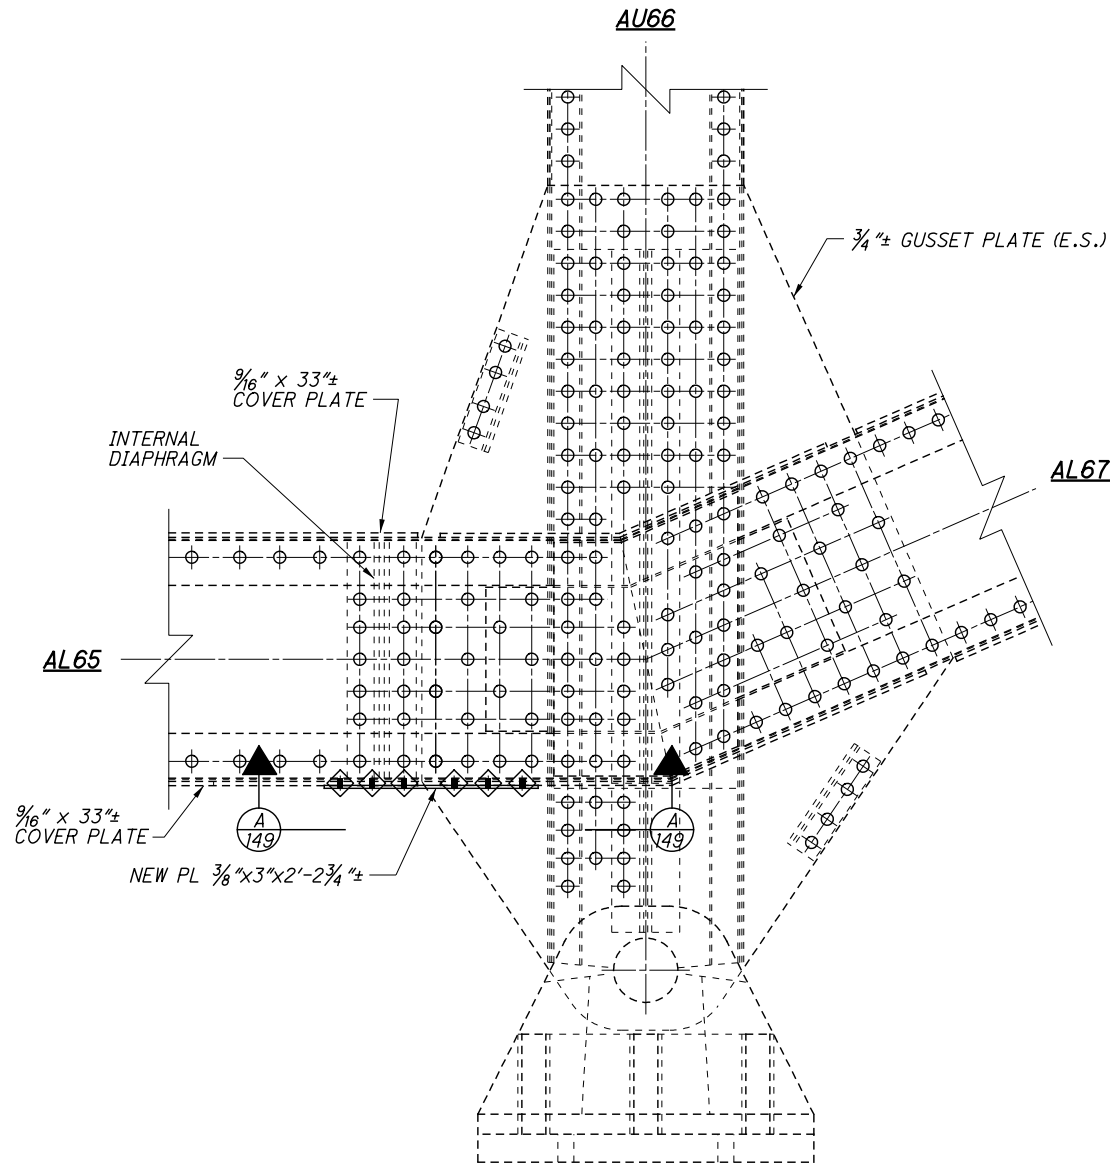 AU66
3/4"± GUSSET PLATE (E.S.)
9/16" x 33"±
COVER PLATE
INTERNAL
DIAPHRAGM
AL67
AL65
9/16" x 33"±
COVER PLATE
A
149
A
149
NEW PL 3/8"x3"x2'-2 3/4"±